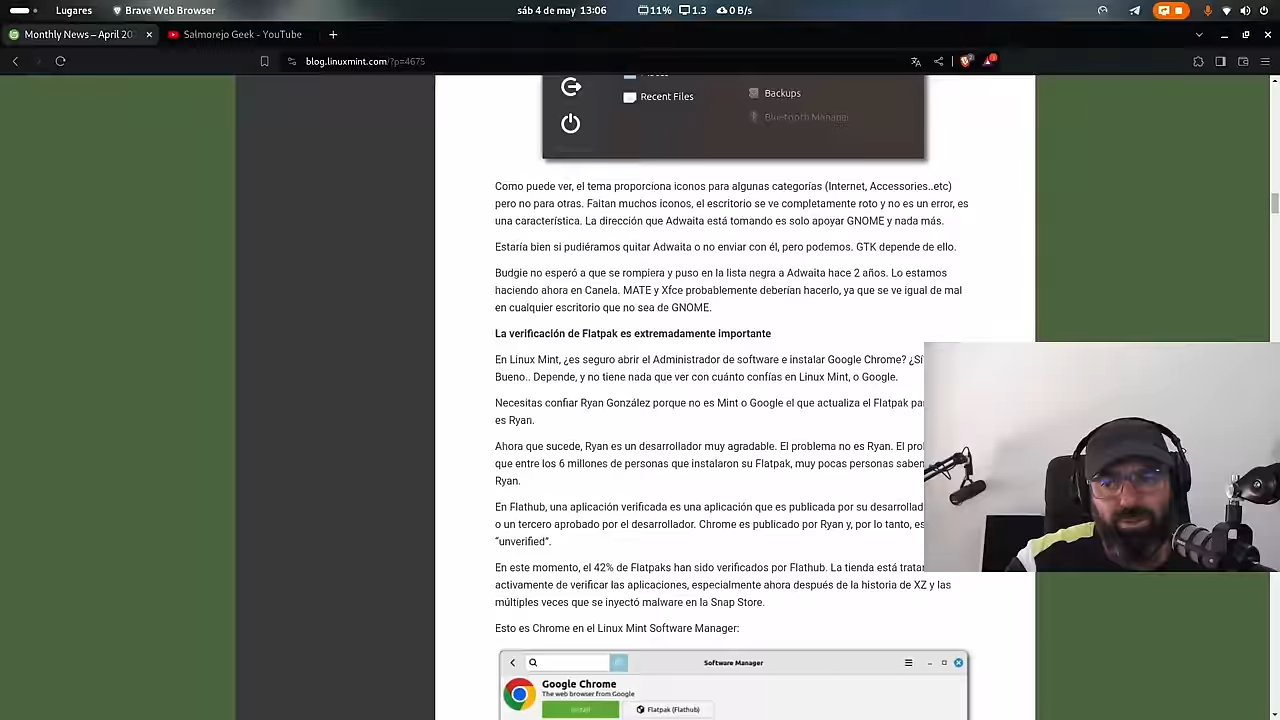 Lugares
Brave Web Browser
sáb 4 de may 13:06
11%
1.3
0 B/s
Monthly News – April 202
Salmorejo Geek - YouTube
blog.linuxmint.com/?p=4675
Recent Files
Backups
Bluetooth Manager
Como puede ver, el tema proporciona iconos para algunas categorías (Internet, Accessories..etc)
pero no para otras. Faitan muchos iconos, el escritorio se ve completamente roto y no es un error, es
una característica. La dirección que Adwaita está tomando es solo apoyar GNOME y nada más.
Estaría bien si pudiéramos quitar Adwaita o no enviar con él, pero podemos. GTK depende de ello.
Budgie no esperó a que se rompiera y puso en la lista negra a Adwaita hace 2 años. Lo estamos
haciendo ahora en Canela. MATE y Xfce probablemente deberían hacerlo, ya que se ve igual de mal
en cualquier escritorio que no sea de GNOME.
La verificación de Flatpak es extremadamente importante
En Linux Mint, ¿es seguro abrir el Administrador de software e instalar Google Chrome? ¿Sí
Bueno.. Depende, y no tiene nada que ver con cuánto confías en Linux Mint, o Google.
Necesitas confiar Ryan González porque no es Mint o Google el que actualiza el Flatpak pa
es Ryan.
Ahora que sucede, Ryan es un desarrollador muy agradable. El problema no es Ryan. El pro
que entre los 6 millones de personas que instalaron su Flatpak, muy pocas personas saben
Ryan.
En Flathub, una aplicación verificada es una aplicación que es publicada por su desarrollad
o un tercero aprobado por el desarrollador. Chrome es publicado por Ryan y, por lo tanto, es
“unverified”.
En este momento, el 42% de Flatpaks han sido verificados por Flathub. La tienda está tratan
activamente de verificar las aplicaciones, especialmente ahora después de la historia de XZ y las
múltiples veces que se inyectó malware en la Snap Store.
Esto es Chrome en el Linux Mint Software Manager:
Software Manager
Google Chrome
The web browser from Google
Install
Flatpak (Flathub)